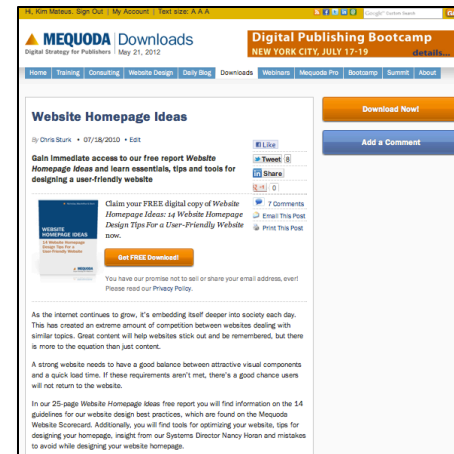 Hi, Kim Mateus. Sign Out | My Account | Text size: A A A
MEQUODA Downloads
Digital Strategy for Publishers May 21, 2012
Digital Publishing Bootcamp
NEW YORK CITY, JULY 17-19 details...
Home Training Consulting Website Design Daily Blog Downloads Webinars Mequoda Pro Bootcamp Summit About
Website Homepage Ideas
By Chris Sturk • 07/18/2010 • Edit
Gain immediate access to our free report Website
Homepage Ideas and learn essentials, tips and tools for
designing a user-friendly website
Like
Tweet 8
Share
0
7 Comments
Email This Post
Print This Post
Download Now!
Add a Comment
WEBSITE
HOMEPAGE IDEAS
14 Website Homepage
Design Tips For a
User-Friendly Website
MEQUODA
Claim your FREE digital copy of Website
Homepage Ideas: 14 Website Homepage
Design Tips For a User-Friendly Website
now.
Get FREE Download!
You have our promise not to sell or share your email address, ever!
Please read our Privacy Policy.
As the internet continues to grow, it's embedding itself deeper into society each day.
This has created an extreme amount of competition between websites dealing with
similar topics. Great content will help websites stick out and be remembered, but there
is more to the equation than just content.
A strong website needs to have a good balance between attractive visual components
and a quick load time. If these requirements aren't met, there's a good chance users
will not return to the website.
In our 25-page Website Homepage Ideas free report you will find information on the 14
guidelines for our website design best practices, which are found on the Mequoda
Website Scorecard. Additionally, you will find tools for optimizing your website, tips for
designing your homepage, insight from our Systems Director Nancy Horan and mistakes
to avoid while designing your website homepage.